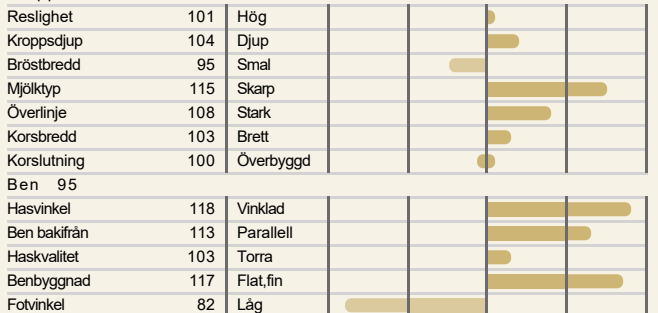 Reslighet 101 Hög
Kroppsdjup 104 Djup
Bröstbredd 95 Smal
Mjölktyp 115 Skarp
Överlinje 108 Stark
Korsbredd 103 Brett
Korslutning 100 Överbyggd
Ben 95
Hasvinkel 118 Vinklad
Ben bakifrån 113 Parallell
Haskvalitet 103 Torra
Benbyggnad 117 Flat,fin
Fotvinkel 82 Låg